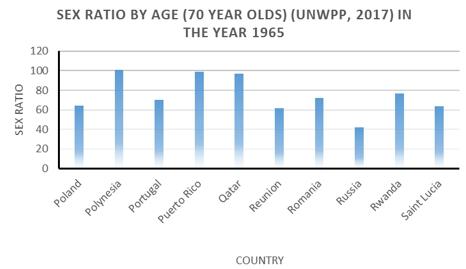 SEX RATIO BY AGE (70 YEAR OLDS) (UNWPP, 2017) IN
THE YEAR 1965
120
100
80
60
40
20
0
SEX RATIO
Poland
Polynesia
Portugal
Puerto Rico
Qatar
Reunion
Romania
Russia
Rwanda
Saint Lucia
COUNTRY